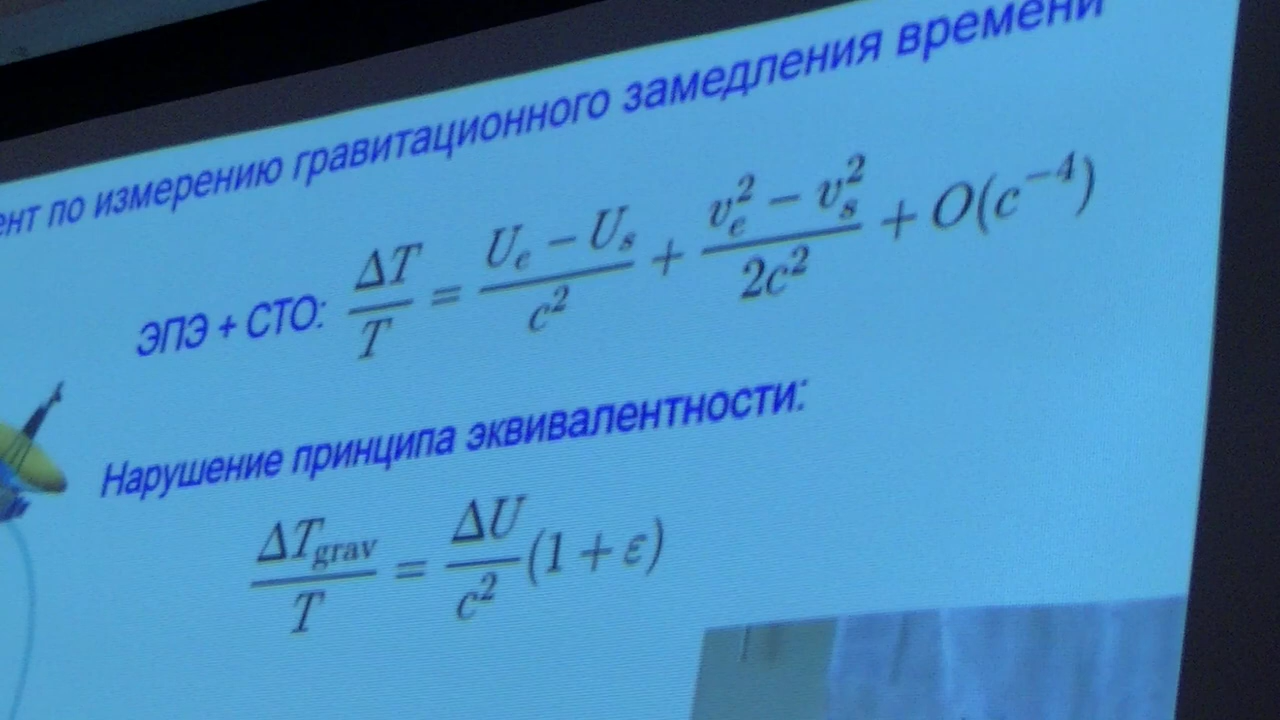 по измерению гравитационного замедления времени
ЭПЭ + СТО: ΔT/T = (U_e − U_s)/c² + (v_e² − v_s²)/2c² + O(c⁻⁴)
Нарушение принципа эквивалентности:
ΔT_grav/T = ΔU/c² (1 + ε)